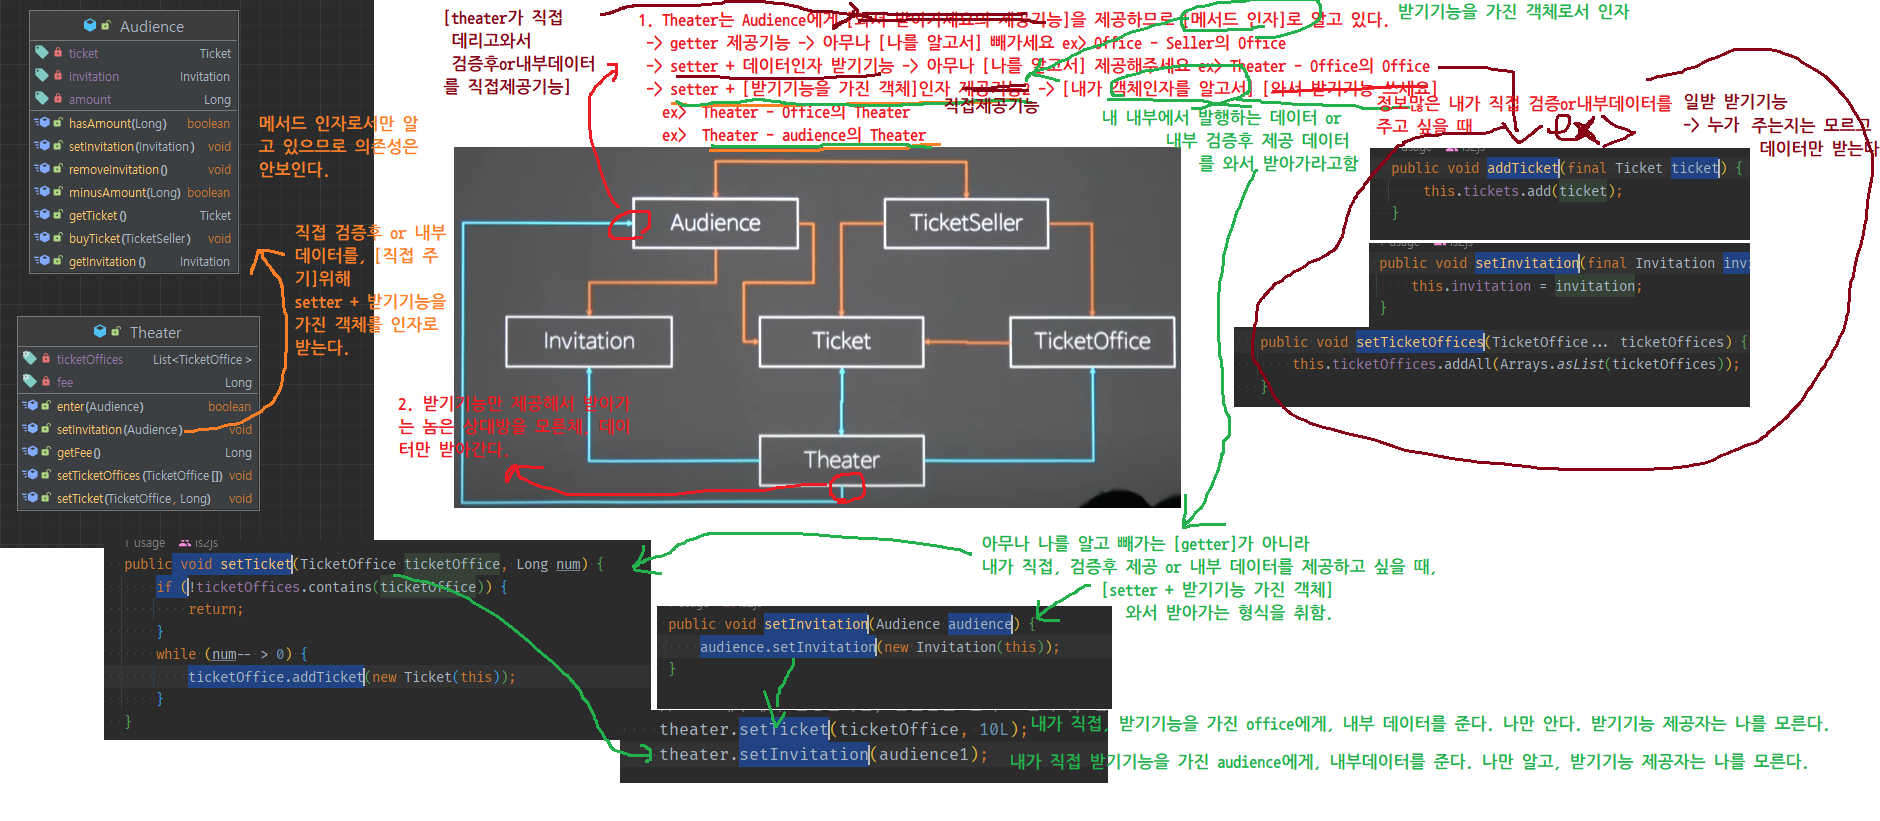 Audience
ticket Ticket
invitation Invitation
amount Long
hasAmount(Long) boolean
setInvitation(Invitation) void
removeInvitation() void
minusAmount(Long) boolean
getTicket() Ticket
buyTicket(TicketSeller) void
getInvitation() Invitation
메서드 인자로서만 알
고 있으므로 의존성은
안보인다.
직접 검증후 or 내부
데이터를, [직접 주
기]위해
setter + 받기기능을
가진 객체를 인자로
받는다.
Theater
ticketOffices List<TicketOffice>
fee Long
enter(Audience) boolean
setInvitation(Audience) void
getFee() Long
setTicketOffices(TicketOffice[]) void
setTicket(TicketOffice, Long) void
[theater가 직접
데리고와서
검증후or내부데이터
를 직접제공기능]
1. Theater는 Audience에게 [와서 받아가세요의 제공기능]을 제공하므로 [메서드 인자]로 알고 있다.
-> getter 제공기능 -> 아무나 [나를 알고서] 빼가세요 ex> Office - Seller의 Office
-> setter + 데이터인자 받기기능 -> 아무나 [나를 알고서] 제공해주세요 ex> Theater - Office의 Office
-> setter + [받기기능을 가진 객체]인자 제공기능2 -> [내가 객체인자를 알고서] [와서 받기기능 쓰세요]
직접제공기능
ex> Theater - Office의 Theater
ex> Theater - audience의 Theater
받기기능을 가진 객체로서 인자
내 내부에서 발행하는 데이터 or
내부 검증후 제공 데이터
를 와서 받아가라고함
정보많은 내가 직접 검증or내부데이터를
주고 싶을 때
일반 받기기능
-> 누가 주는지는 모르고
데이터만 받는다
ex
Audience
TicketSeller
Invitation
Ticket
TicketOffice
Theater
2. 받기기능만 제공해서 받아가
는 놈은 상대방을 모른체, 데이
터만 받아간다.
public void addTicket(final Ticket ticket) {
this.tickets.add(ticket);
}
public void setInvitation(final Invitation invi
this.invitation = invitation;
}
public void setTicketOffices(TicketOffice... ticketOffices) {
this.ticketOffices.addAll(Arrays.asList(ticketOffices));
}
1 usage is2js
public void setTicket(TicketOffice ticketOffice, Long num) {
if (!ticketOffices.contains(ticketOffice)) {
return;
}
while (num-- > 0) {
ticketOffice.addTicket(new Ticket(this));
}
}
아무나 나를 알고 빼가는 [getter]가 아니라
내가 직접, 검증후 제공 or 내부 데이터를 제공하고 싶을 때,
[setter + 받기기능 가진 객체]
와서 받아가는 형식을 취함.
public void setInvitation(Audience audience) {
audience.setInvitation(new Invitation(this));
}
theater.setTicket(ticketOffice, 10L);
내가 직접, 받기기능을 가진 office에게, 내부 데이터를 준다. 나만 안다. 받기기능 제공자는 나를 모른다.
theater.setInvitation(audience1);
내가 직접 받기기능을 가진 audience에게, 내부데이터를 준다. 나만 알고, 받기기능 제공자는 나를 모른다.